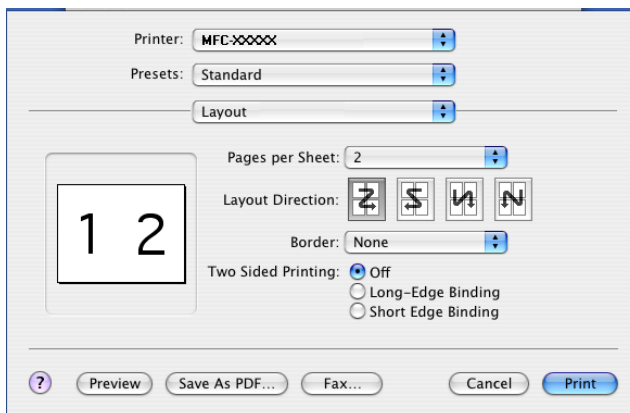 Printer: MFC-XXXXX
Presets: Standard
Layout
Pages per Sheet: 2
Layout Direction:
1 2
Border: None
Two Sided Printing: Off
Long-Edge Binding
Short Edge Binding
? Preview Save As PDF... Fax... Cancel Print